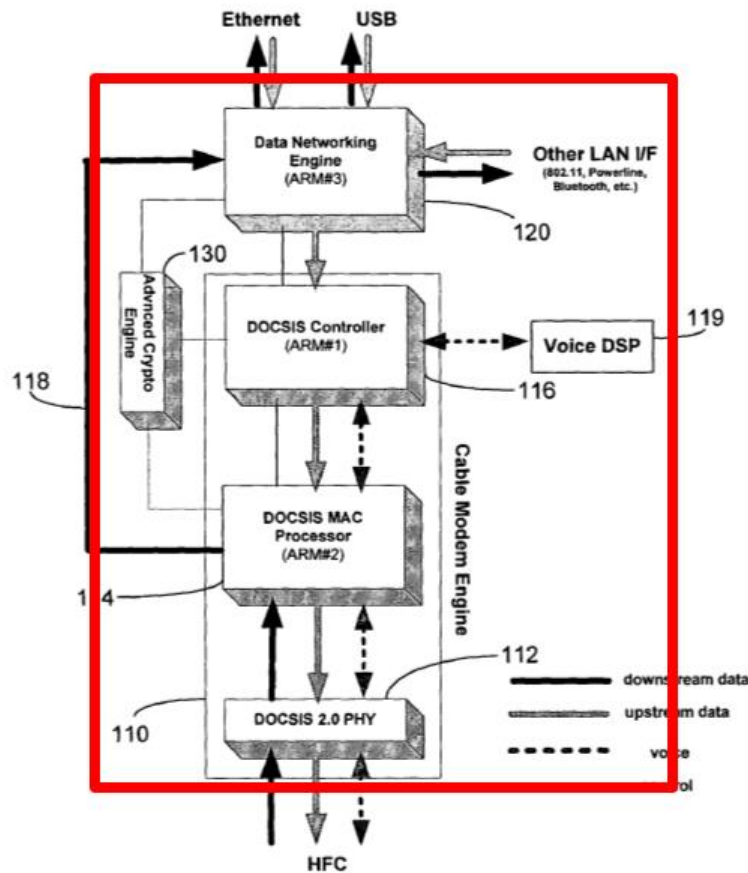 Ethernet USB
Data Networking
Engine
(ARM#3)
Other LAN I/F
(802.11, Powerline,
Bluetooth, etc.)
120
130
Advnced Crypto
Engine
DOCSIS Controller
(ARM#1)
Voice DSP
119
116
118
DOCSIS MAC
Processor
(ARM#2)
Cable Modem Engine
112
DOCSIS 2.0 PHY
110
downstream data
upstream data
voice
HFC